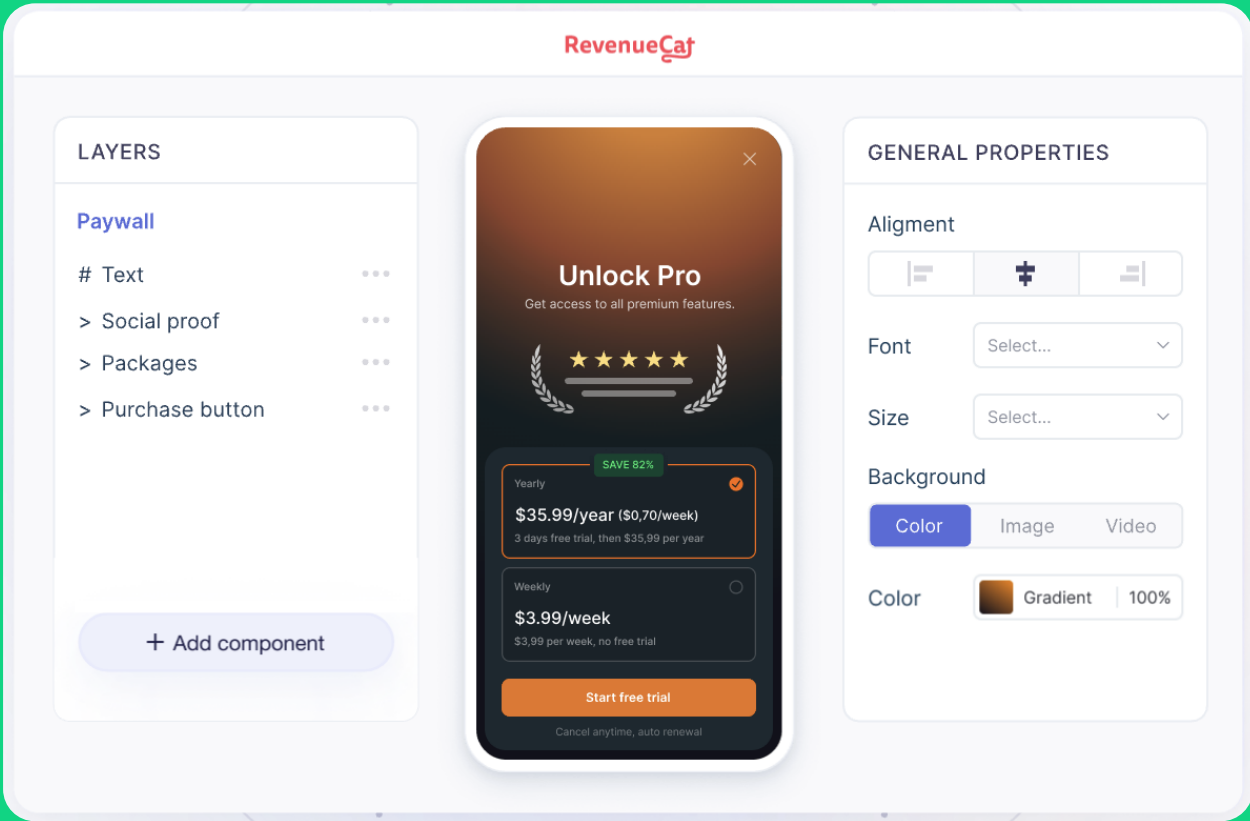 RevenueCat
LAYERS
Paywall
# Text
> Social proof
> Packages
> Purchase button
+ Add component
Unlock Pro
Get access to all premium features.
SAVE 82%
Yearly
$35.99/year ($0,70/week)
3 days free trial, then $35,99 per year
Weekly
$3.99/week
$3,99 per week, no free trial
Start free trial
Cancel anytime, auto renewal
GENERAL PROPERTIES
Aligment
Font Select...
Size Select...
Background
Color Image Video
Color Gradient 100%